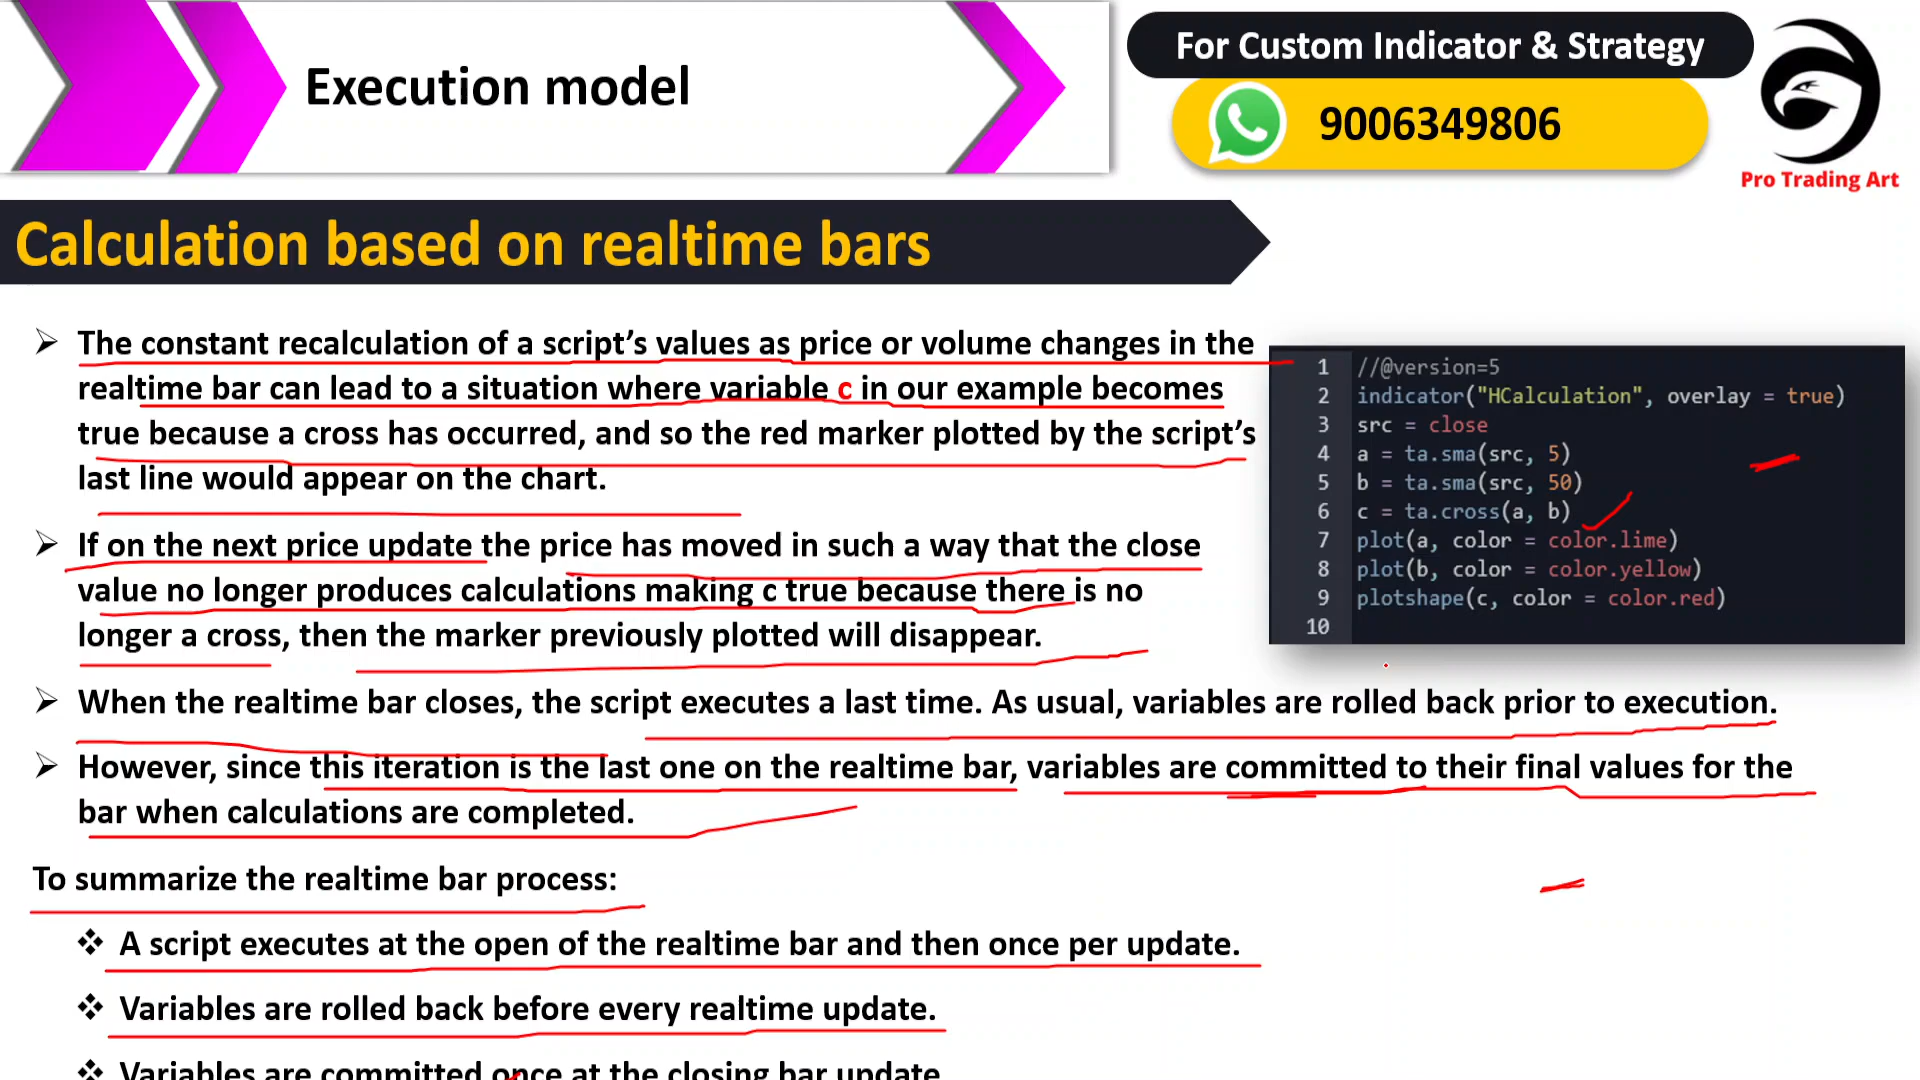 Execution model
For Custom Indicator & Strategy
9006349806
Pro Trading Art
Calculation based on realtime bars
➢ The constant recalculation of a script’s values as price or volume changes in the
realtime bar can lead to a situation where variable c in our example becomes
true because a cross has occurred, and so the red marker plotted by the script’s
last line would appear on the chart.
➢ If on the next price update the price has moved in such a way that the close
value no longer produces calculations making c true because there is no
longer a cross, then the marker previously plotted will disappear.
1 //@version=5
2 indicator("HCalculation", overlay = true)
3 src = close
4 a = ta.sma(src, 5)
5 b = ta.sma(src, 50)
6 c = ta.cross(a, b)
7 plot(a, color = color.lime)
8 plot(b, color = color.yellow)
9 plotshape(c, color = color.red)
10
➢ When the realtime bar closes, the script executes a last time. As usual, variables are rolled back prior to execution.
➢ However, since this iteration is the last one on the realtime bar, variables are committed to their final values for the
bar when calculations are completed.
To summarize the realtime bar process:
❖ A script executes at the open of the realtime bar and then once per update.
❖ Variables are rolled back before every realtime update.
❖ Variables are committed once at the closing bar update